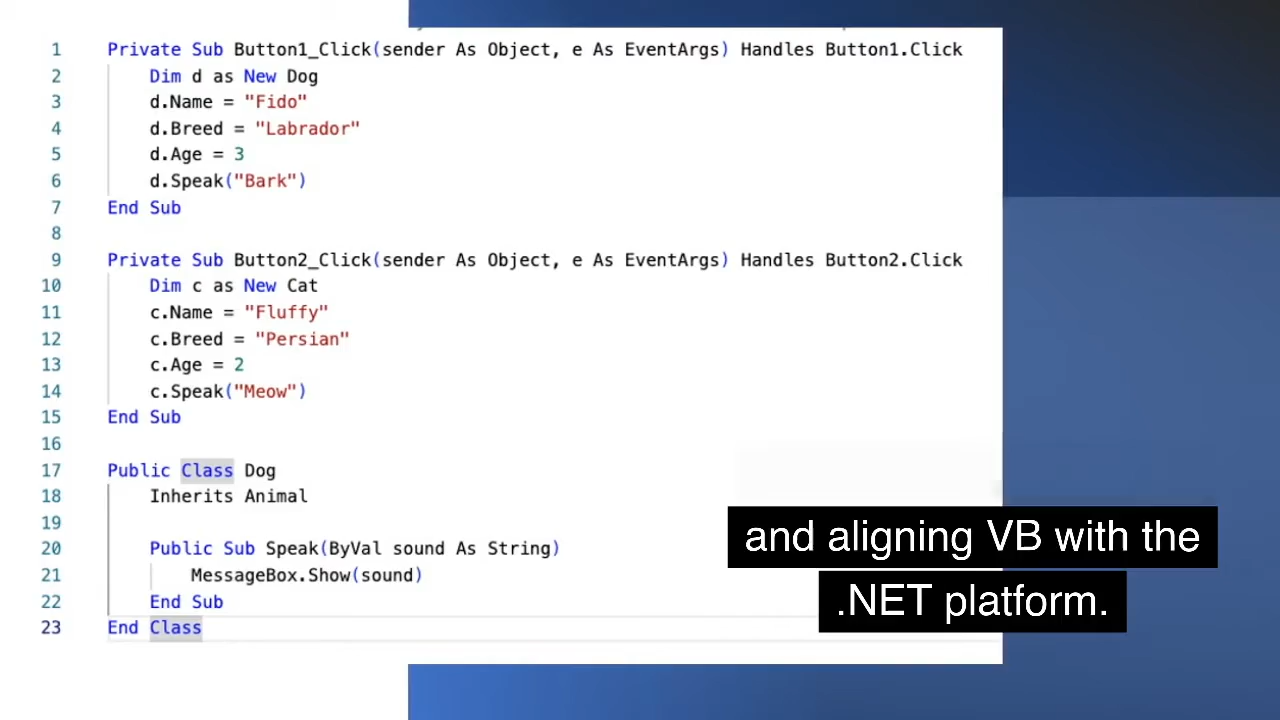 1 Private Sub Button1_Click(sender As Object, e As EventArgs) Handles Button1.Click
2 Dim d as New Dog
3 d.Name = "Fido"
4 d.Breed = "Labrador"
5 d.Age = 3
6 d.Speak("Bark")
7 End Sub
8
9 Private Sub Button2_Click(sender As Object, e As EventArgs) Handles Button2.Click
10 Dim c as New Cat
11 c.Name = "Fluffy"
12 c.Breed = "Persian"
13 c.Age = 2
14 c.Speak("Meow")
15 End Sub
16
17 Public Class Dog
18 Inherits Animal
19
20 Public Sub Speak(ByVal sound As String)
21 MessageBox.Show(sound)
22 End Sub
23 End Class
and aligning VB with the
.NET platform.